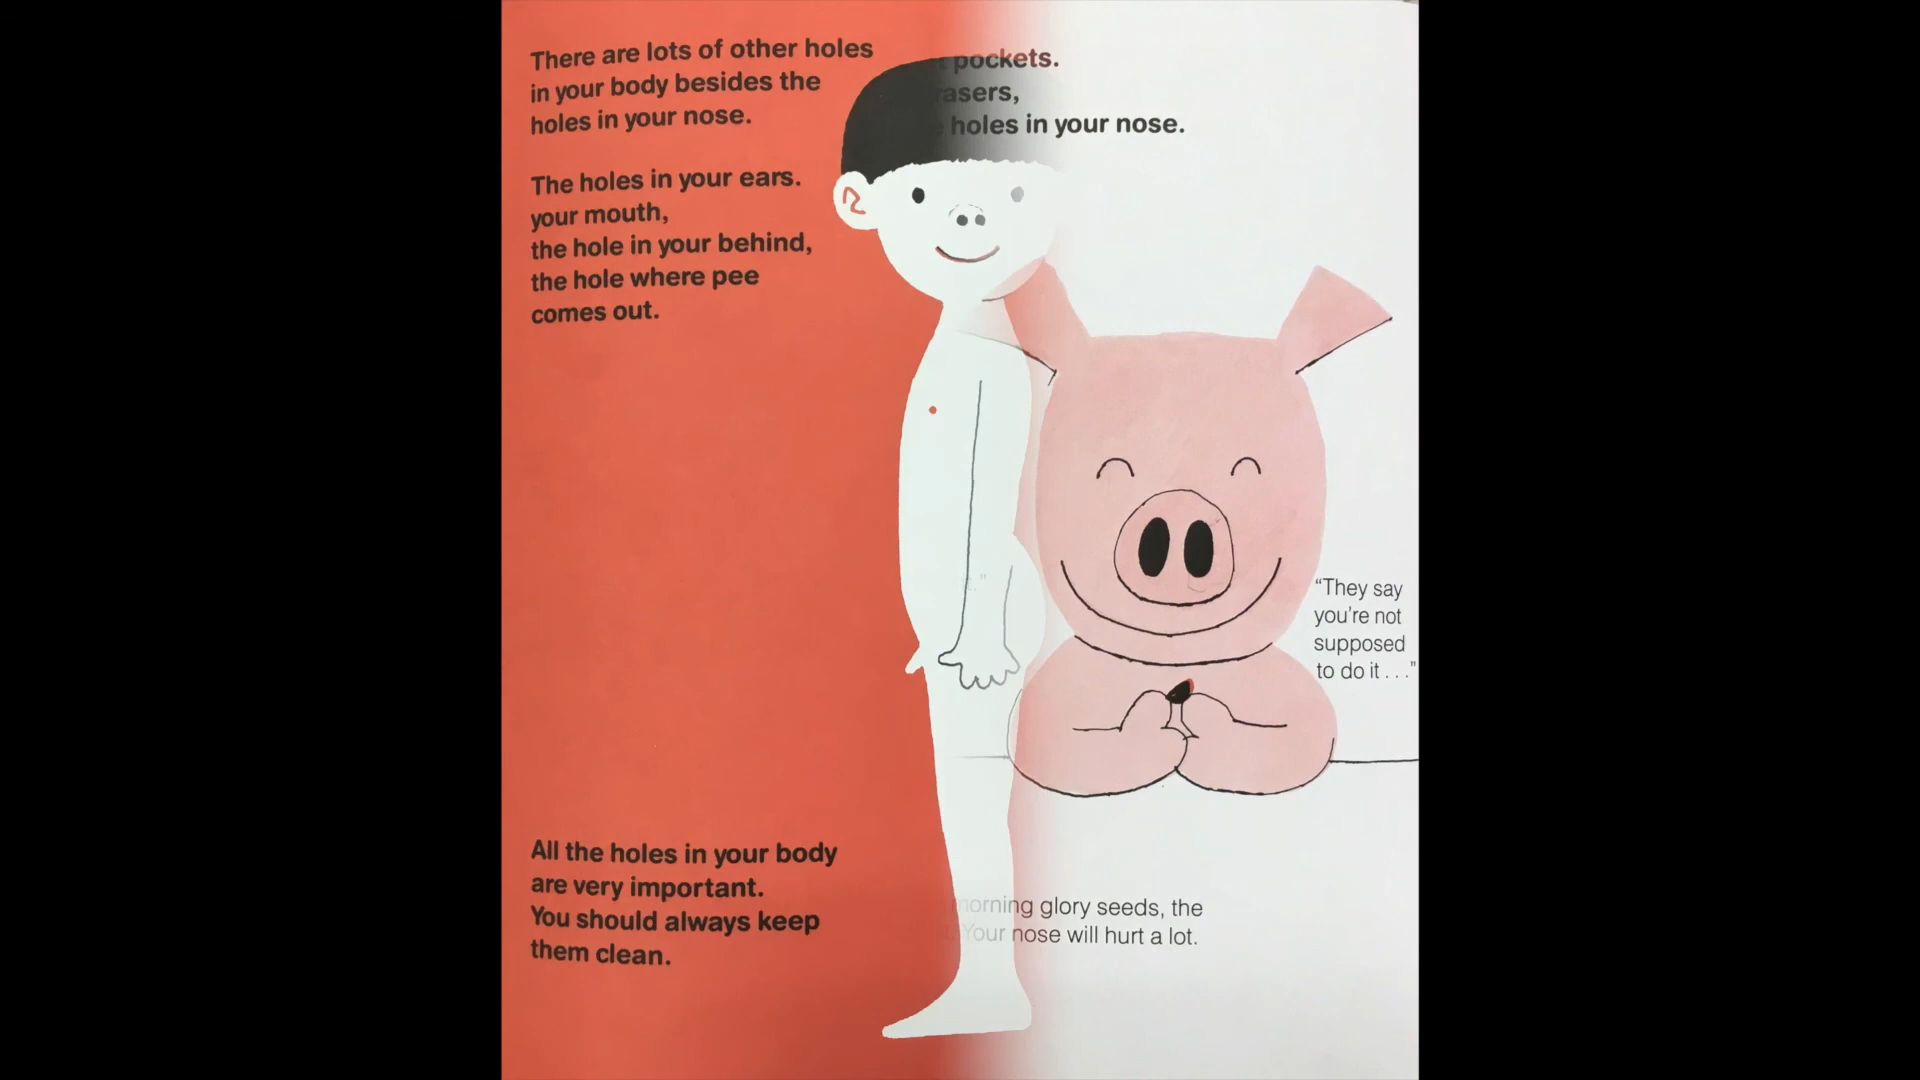 There are lots of other holes
in your body besides the
holes in your nose.
The holes in your ears.
your mouth,
the hole in your behind,
the hole where pee
comes out.
All the holes in your body
are very important.
You should always keep
them clean.
pockets.
holes in your nose.
"They say
you're not
supposed
to do it . . ."
morning glory seeds, the
Your nose will hurt a lot.